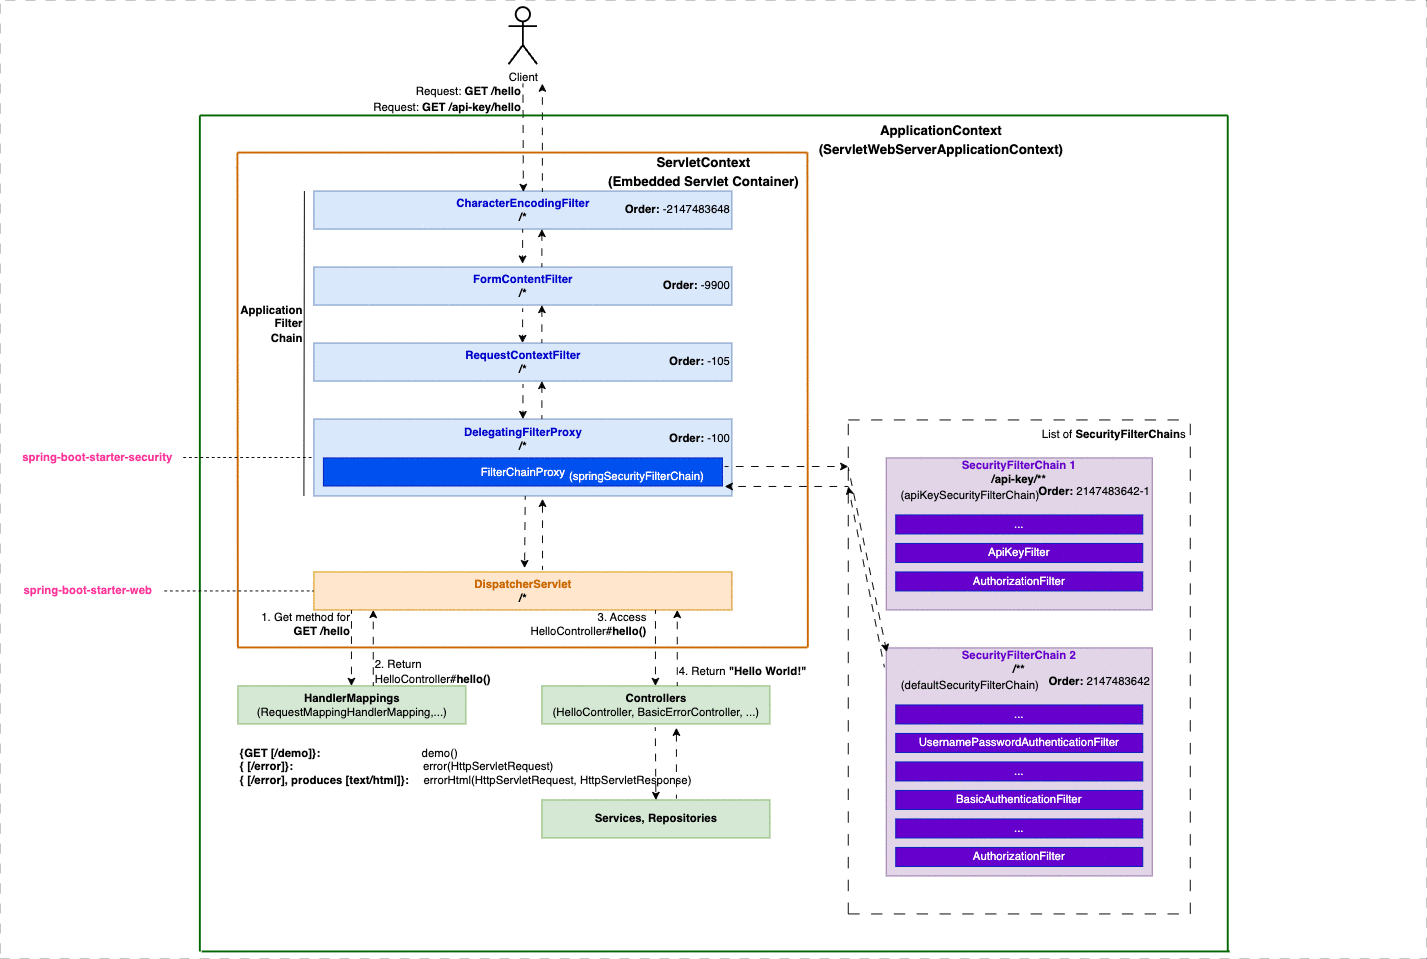 Client
Request: GET /hello
Request: GET /api-key/hello
ApplicationContext
(ServletWebServerApplicationContext)
ServletContext
(Embedded Servlet Container)
CharacterEncodingFilter
/*
Order: -2147483648
FormContentFilter
/*
Order: -9900
Application
Filter
Chain
RequestContextFilter
/*
Order: -105
DelegatingFilterProxy
/*
Order: -100
spring-boot-starter-security
FilterChainProxy (springSecurityFilterChain)
List of SecurityFilterChains
SecurityFilterChain 1
/api-key/**
(apiKeySecurityFilterChain) Order: 2147483642-1
...
ApiKeyFilter
AuthorizationFilter
spring-boot-starter-web
DispatcherServlet
/*
1. Get method for
GET /hello
3. Access
HelloController#hello()
2. Return
HelloController#hello()
4. Return "Hello World!"
SecurityFilterChain 2
/**
(defaultSecurityFilterChain) Order: 2147483642
...
UsernamePasswordAuthenticationFilter
...
BasicAuthenticationFilter
...
AuthorizationFilter
HandlerMappings
(RequestMappingHandlerMapping,...)
Controllers
(HelloController, BasicErrorController, ...)
{GET [/demo]}: demo()
{ [/error]}: error(HttpServletRequest)
{ [/error], produces [text/html]}: errorHtml(HttpServletRequest, HttpServletResponse)
Services, Repositories